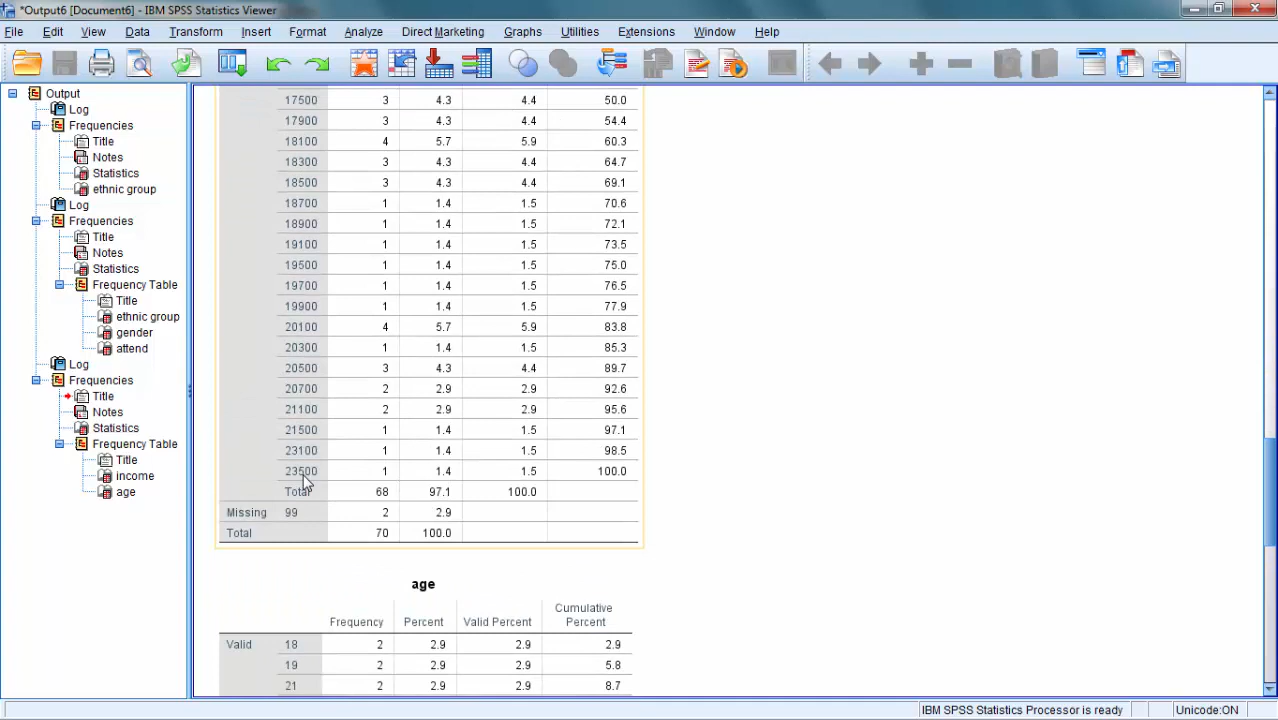 *Output6 [Document6] - IBM SPSS Statistics Viewer
File Edit View Data Transform Insert Format Analyze Direct Marketing Graphs Utilities Extensions Window Help
Output
Log
Frequencies
Title
Notes
Statistics
ethnic group
Log
Frequencies
Title
Notes
Statistics
Frequency Table
Title
ethnic group
gender
attend
Log
Frequencies
Title
Notes
Statistics
Frequency Table
Title
income
age
17500 3 4.3 4.4 50.0
17900 3 4.3 4.4 54.4
18100 4 5.7 5.9 60.3
18300 3 4.3 4.4 64.7
18500 3 4.3 4.4 69.1
18700 1 1.4 1.5 70.6
18900 1 1.4 1.5 72.1
19100 1 1.4 1.5 73.5
19500 1 1.4 1.5 75.0
19700 1 1.4 1.5 76.5
19900 1 1.4 1.5 77.9
20100 4 5.7 5.9 83.8
20300 1 1.4 1.5 85.3
20500 3 4.3 4.4 89.7
20700 2 2.9 2.9 92.6
21100 2 2.9 2.9 95.6
21500 1 1.4 1.5 97.1
23100 1 1.4 1.5 98.5
23500 1 1.4 1.5 100.0
Total 68 97.1 100.0
Missing 99 2 2.9
Total 70 100.0
age
Frequency Percent Valid Percent Cumulative Percent
Valid 18 2 2.9 2.9 2.9
19 2 2.9 2.9 5.8
21 2 2.9 2.9 8.7
IBM SPSS Statistics Processor is ready Unicode:ON